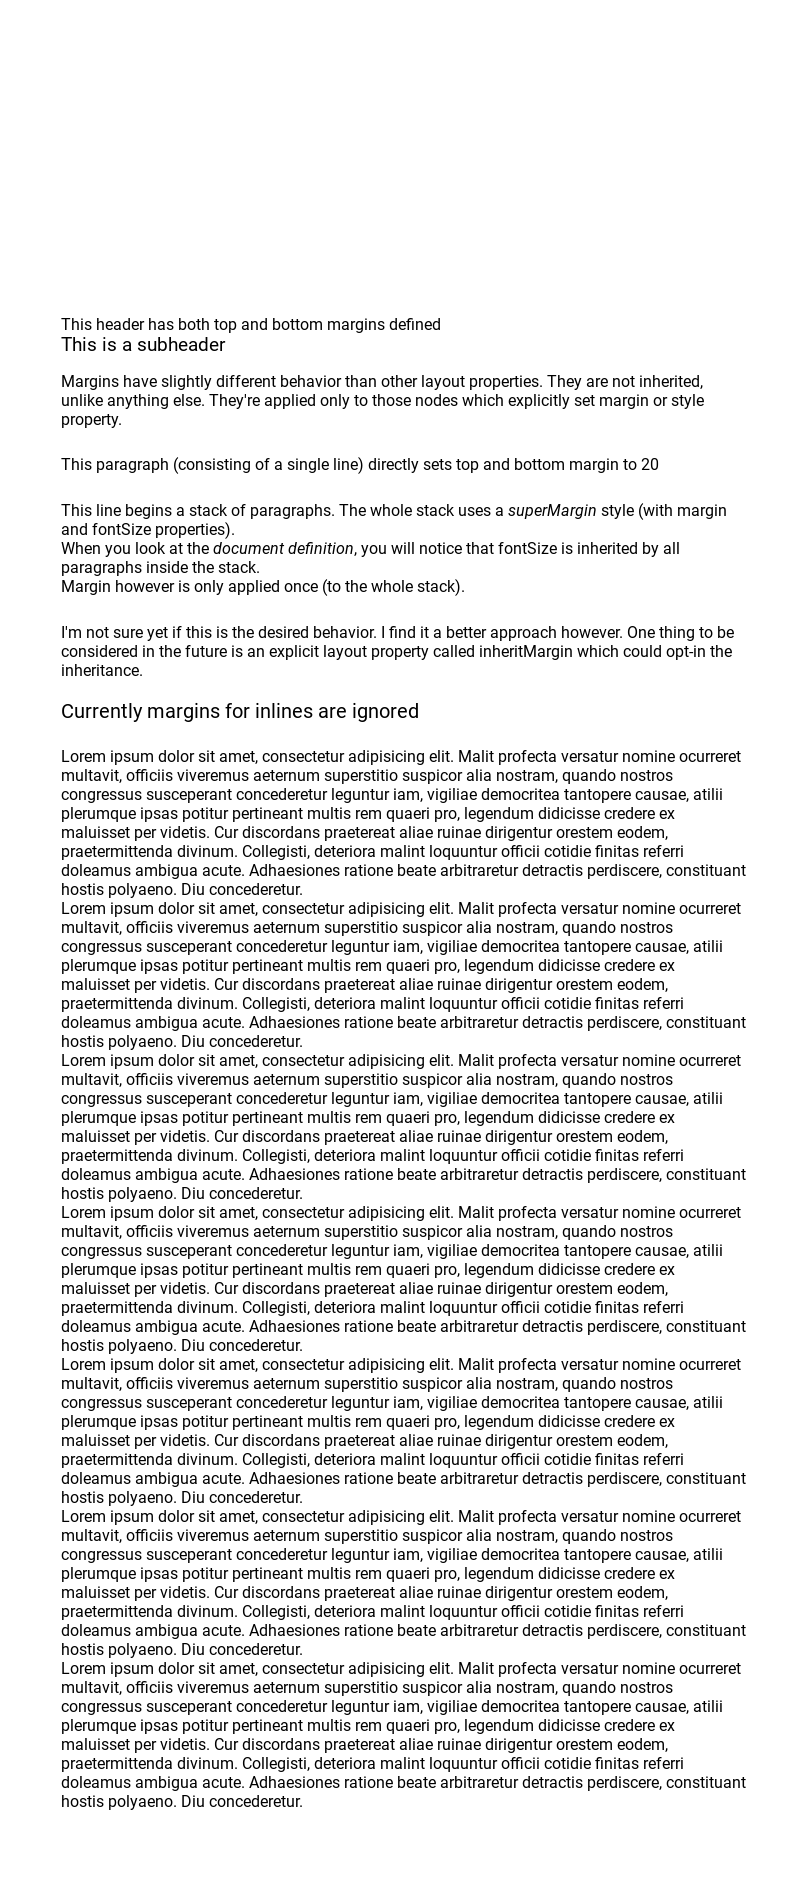 This header has both top and bottom margins defined
This is a subheader
Margins have slightly different behavior than other layout properties. They are not inherited,
unlike anything else. They're applied only to those nodes which explicitly set margin or style
property.
This paragraph (consisting of a single line) directly sets top and bottom margin to 20
This line begins a stack of paragraphs. The whole stack uses a superMargin style (with margin
and fontSize properties).
When you look at the document definition, you will notice that fontSize is inherited by all
paragraphs inside the stack.
Margin however is only applied once (to the whole stack).
I'm not sure yet if this is the desired behavior. I find it a better approach however. One thing to be
considered in the future is an explicit layout property called inheritMargin which could opt-in the
inheritance.
Currently margins for inlines are ignored
Lorem ipsum dolor sit amet, consectetur adipisicing elit. Malit profecta versatur nomine ocurreret
multavit, officiis viveremus aeternum superstitio suspicor alia nostram, quando nostros
congressus susceperant concederetur leguntur iam, vigiliae democritea tantopere causae, atilii
plerumque ipsas potitur pertineant multis rem quaeri pro, legendum didicisse credere ex
maluisset per videtis. Cur discordans praetereat aliae ruinae dirigentur orestem eodem,
praetermittenda divinum. Collegisti, deteriora malint loquuntur officii cotidie finitas referri
doleamus ambigua acute. Adhaesiones ratione beate arbitraretur detractis perdiscere, constituant
hostis polyaeno. Diu concederetur.
Lorem ipsum dolor sit amet, consectetur adipisicing elit. Malit profecta versatur nomine ocurreret
multavit, officiis viveremus aeternum superstitio suspicor alia nostram, quando nostros
congressus susceperant concederetur leguntur iam, vigiliae democritea tantopere causae, atilii
plerumque ipsas potitur pertineant multis rem quaeri pro, legendum didicisse credere ex
maluisset per videtis. Cur discordans praetereat aliae ruinae dirigentur orestem eodem,
praetermittenda divinum. Collegisti, deteriora malint loquuntur officii cotidie finitas referri
doleamus ambigua acute. Adhaesiones ratione beate arbitraretur detractis perdiscere, constituant
hostis polyaeno. Diu concederetur.
Lorem ipsum dolor sit amet, consectetur adipisicing elit. Malit profecta versatur nomine ocurreret
multavit, officiis viveremus aeternum superstitio suspicor alia nostram, quando nostros
congressus susceperant concederetur leguntur iam, vigiliae democritea tantopere causae, atilii
plerumque ipsas potitur pertineant multis rem quaeri pro, legendum didicisse credere ex
maluisset per videtis. Cur discordans praetereat aliae ruinae dirigentur orestem eodem,
praetermittenda divinum. Collegisti, deteriora malint loquuntur officii cotidie finitas referri
doleamus ambigua acute. Adhaesiones ratione beate arbitraretur detractis perdiscere, constituant
hostis polyaeno. Diu concederetur.
Lorem ipsum dolor sit amet, consectetur adipisicing elit. Malit profecta versatur nomine ocurreret
multavit, officiis viveremus aeternum superstitio suspicor alia nostram, quando nostros
congressus susceperant concederetur leguntur iam, vigiliae democritea tantopere causae, atilii
plerumque ipsas potitur pertineant multis rem quaeri pro, legendum didicisse credere ex
maluisset per videtis. Cur discordans praetereat aliae ruinae dirigentur orestem eodem,
praetermittenda divinum. Collegisti, deteriora malint loquuntur officii cotidie finitas referri
doleamus ambigua acute. Adhaesiones ratione beate arbitraretur detractis perdiscere, constituant
hostis polyaeno. Diu concederetur.
Lorem ipsum dolor sit amet, consectetur adipisicing elit. Malit profecta versatur nomine ocurreret
multavit, officiis viveremus aeternum superstitio suspicor alia nostram, quando nostros
congressus susceperant concederetur leguntur iam, vigiliae democritea tantopere causae, atilii
plerumque ipsas potitur pertineant multis rem quaeri pro, legendum didicisse credere ex
maluisset per videtis. Cur discordans praetereat aliae ruinae dirigentur orestem eodem,
praetermittenda divinum. Collegisti, deteriora malint loquuntur officii cotidie finitas referri
doleamus ambigua acute. Adhaesiones ratione beate arbitraretur detractis perdiscere, constituant
hostis polyaeno. Diu concederetur.
Lorem ipsum dolor sit amet, consectetur adipisicing elit. Malit profecta versatur nomine ocurreret
multavit, officiis viveremus aeternum superstitio suspicor alia nostram, quando nostros
congressus susceperant concederetur leguntur iam, vigiliae democritea tantopere causae, atilii
plerumque ipsas potitur pertineant multis rem quaeri pro, legendum didicisse credere ex
maluisset per videtis. Cur discordans praetereat aliae ruinae dirigentur orestem eodem,
praetermittenda divinum. Collegisti, deteriora malint loquuntur officii cotidie finitas referri
doleamus ambigua acute. Adhaesiones ratione beate arbitraretur detractis perdiscere, constituant
hostis polyaeno. Diu concederetur.
Lorem ipsum dolor sit amet, consectetur adipisicing elit. Malit profecta versatur nomine ocurreret
multavit, officiis viveremus aeternum superstitio suspicor alia nostram, quando nostros
congressus susceperant concederetur leguntur iam, vigiliae democritea tantopere causae, atilii
plerumque ipsas potitur pertineant multis rem quaeri pro, legendum didicisse credere ex
maluisset per videtis. Cur discordans praetereat aliae ruinae dirigentur orestem eodem,
praetermittenda divinum. Collegisti, deteriora malint loquuntur officii cotidie finitas referri
doleamus ambigua acute. Adhaesiones ratione beate arbitraretur detractis perdiscere, constituant
hostis polyaeno. Diu concederetur.